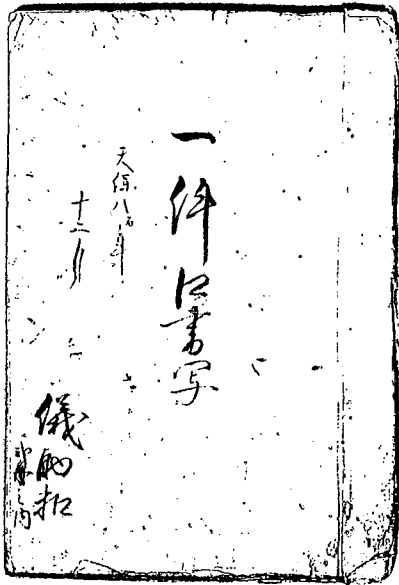 一件口書写
天保八酉年
十二月
儀助扣